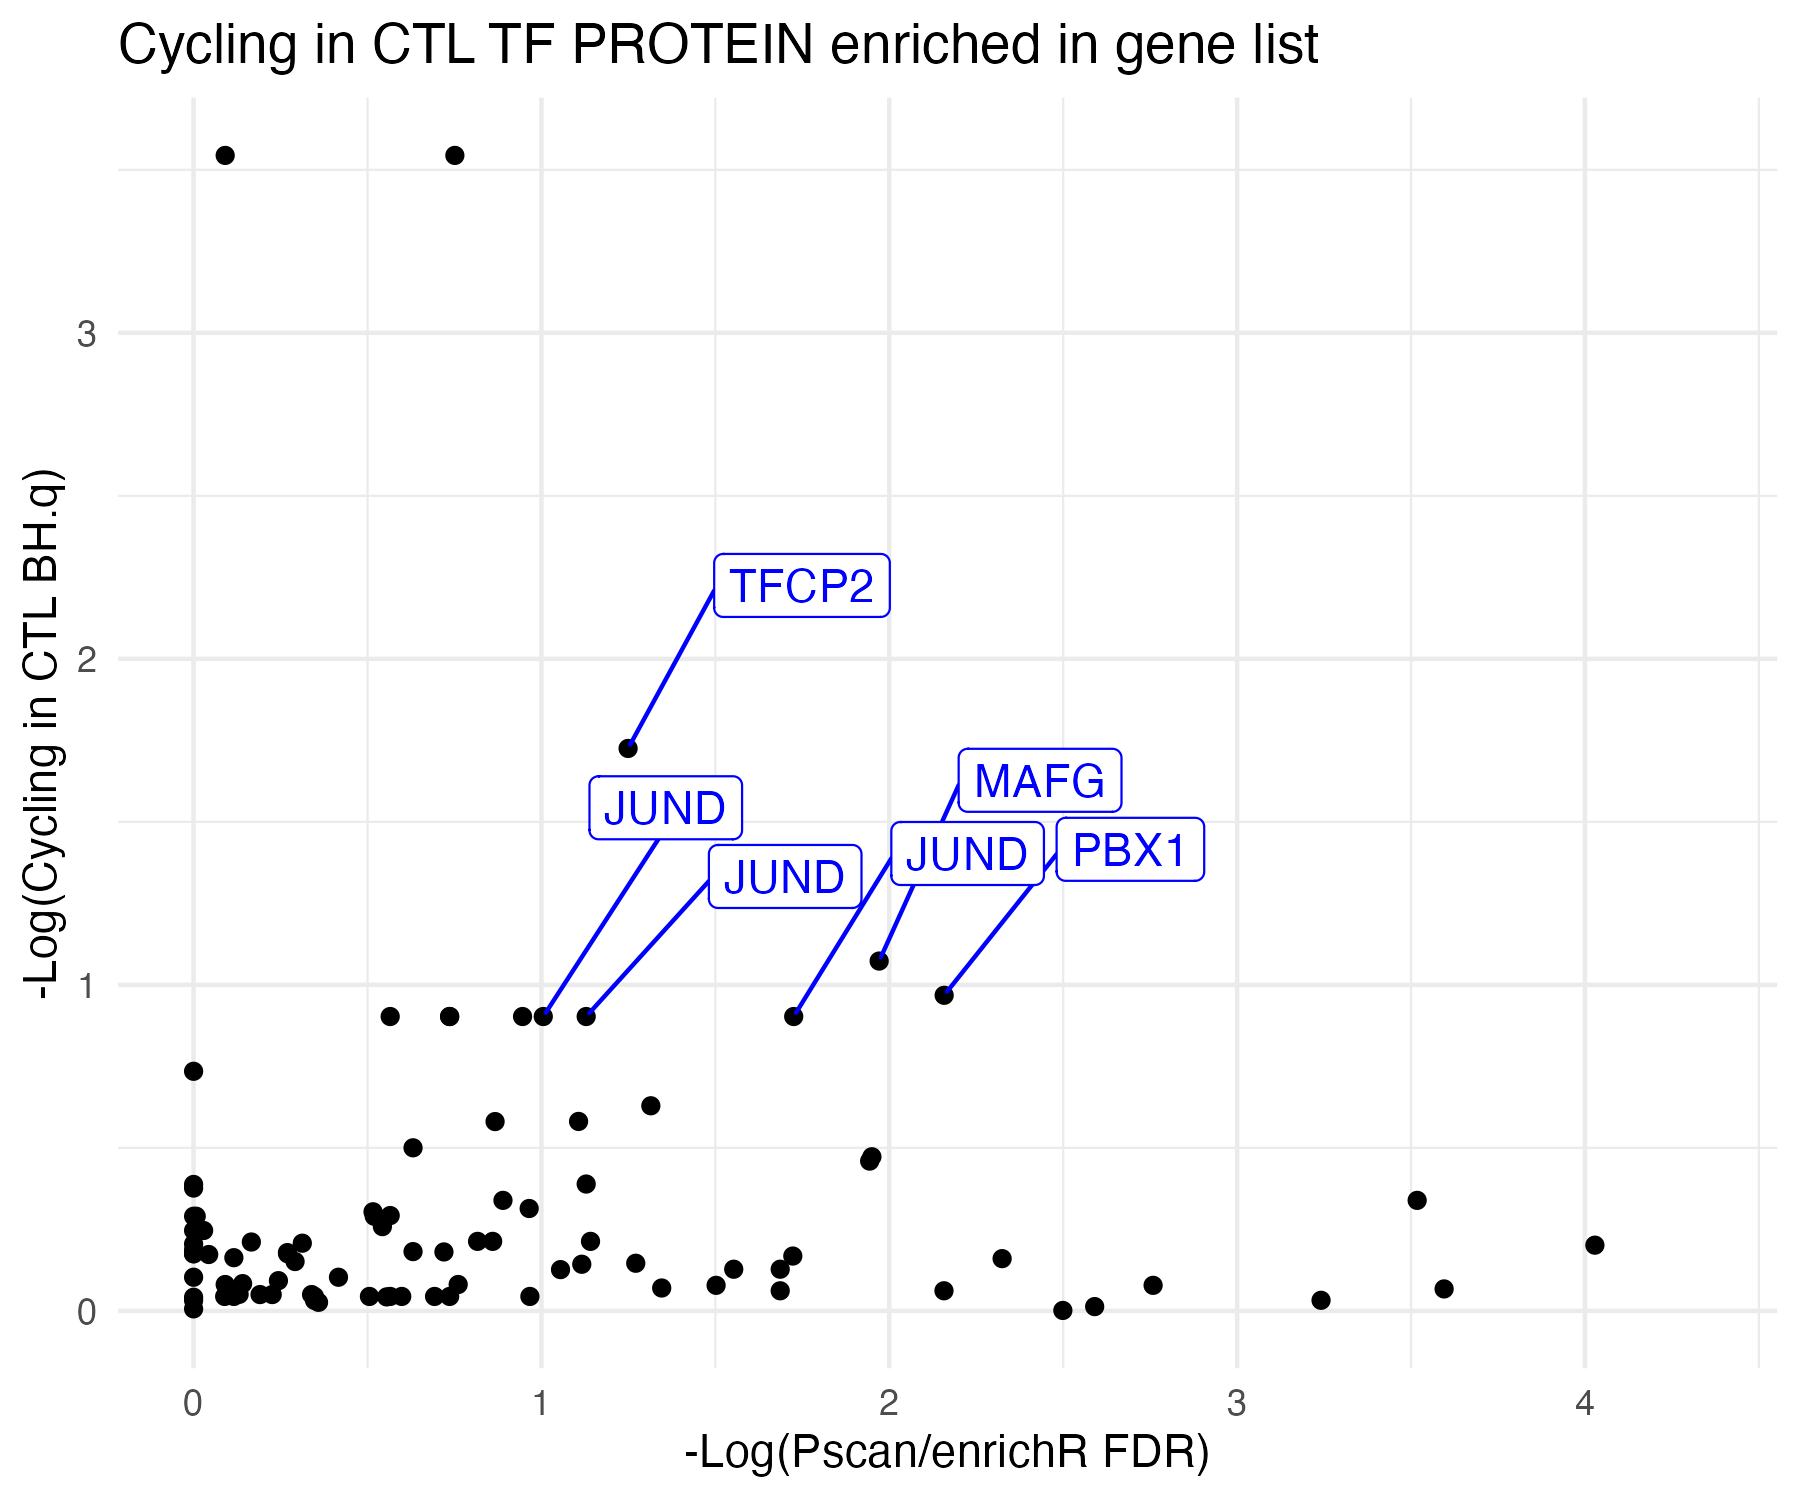 Cycling in CTL TF PROTEIN enriched in gene list
-Log(Cycling in CTL BH.q)
3
2
1
0
TFCP2
MAFG
JUND
JUND
PBX1
JUND
0
1
2
3
4
-Log(Pscan/enrichR FDR)